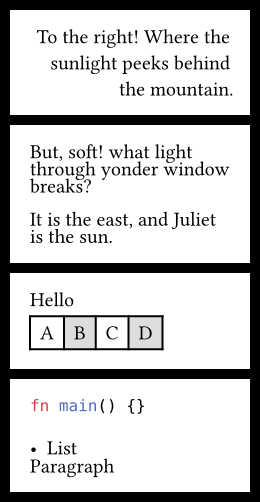 To the right! Where the
sunlight peeks behind
the mountain.
But, soft! what light
through yonder window
breaks?
It is the east, and Juliet
is the sun.
Hello
A B C D
fn main() {}
• List
Paragraph